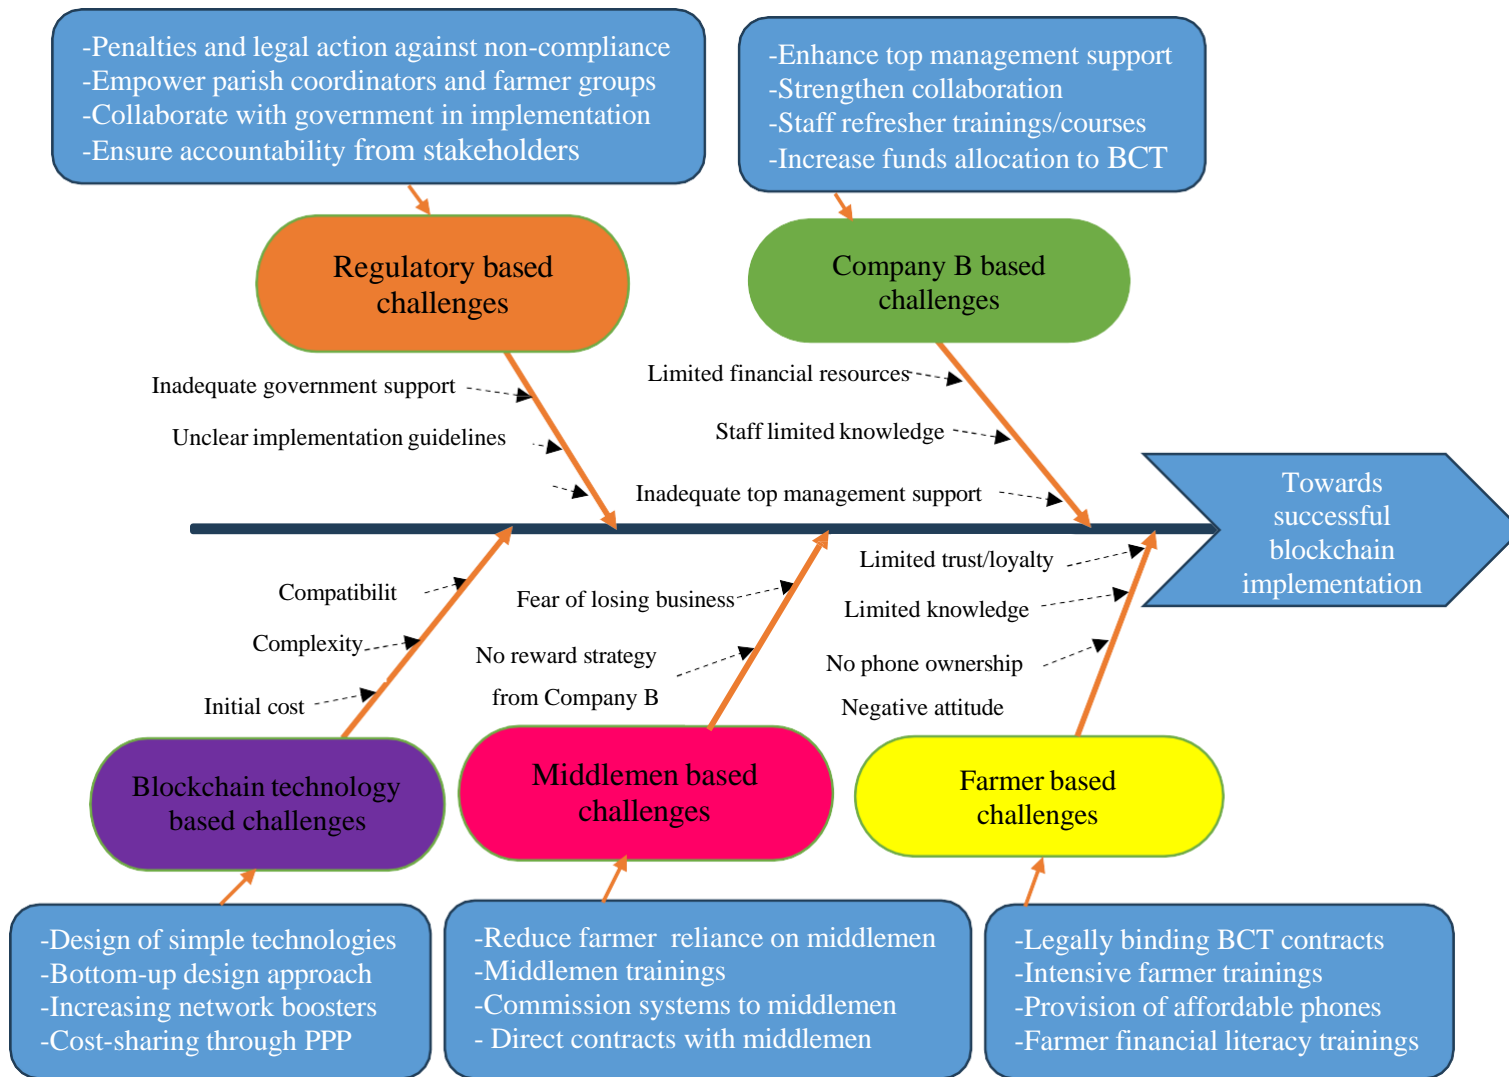 -Penalties and legal action against non-compliance
-Empower parish coordinators and farmer groups
-Collaborate with government in implementation
-Ensure accountability from stakeholders
-Enhance top management support
-Strengthen collaboration
-Staff refresher trainings/courses
-Increase funds allocation to BCT
Regulatory based
challenges
Company B based
challenges
Inadequate government support
Unclear implementation guidelines
Limited financial resources
Staff limited knowledge
Inadequate top management support
Towards
successful
blockchain
implementation
Compatibilit
Complexity
Initial cost
Fear of losing business
No reward strategy
from Company B
Limited trust/loyalty
Limited knowledge
No phone ownership
Negative attitude
Blockchain technology
based challenges
Middlemen based
challenges
Farmer based
challenges
-Design of simple technologies
-Bottom-up design approach
-Increasing network boosters
-Cost-sharing through PPP
-Reduce farmer reliance on middlemen
-Middlemen trainings
-Commission systems to middlemen
- Direct contracts with middlemen
-Legally binding BCT contracts
-Intensive farmer trainings
-Provision of affordable phones
-Farmer financial literacy trainings